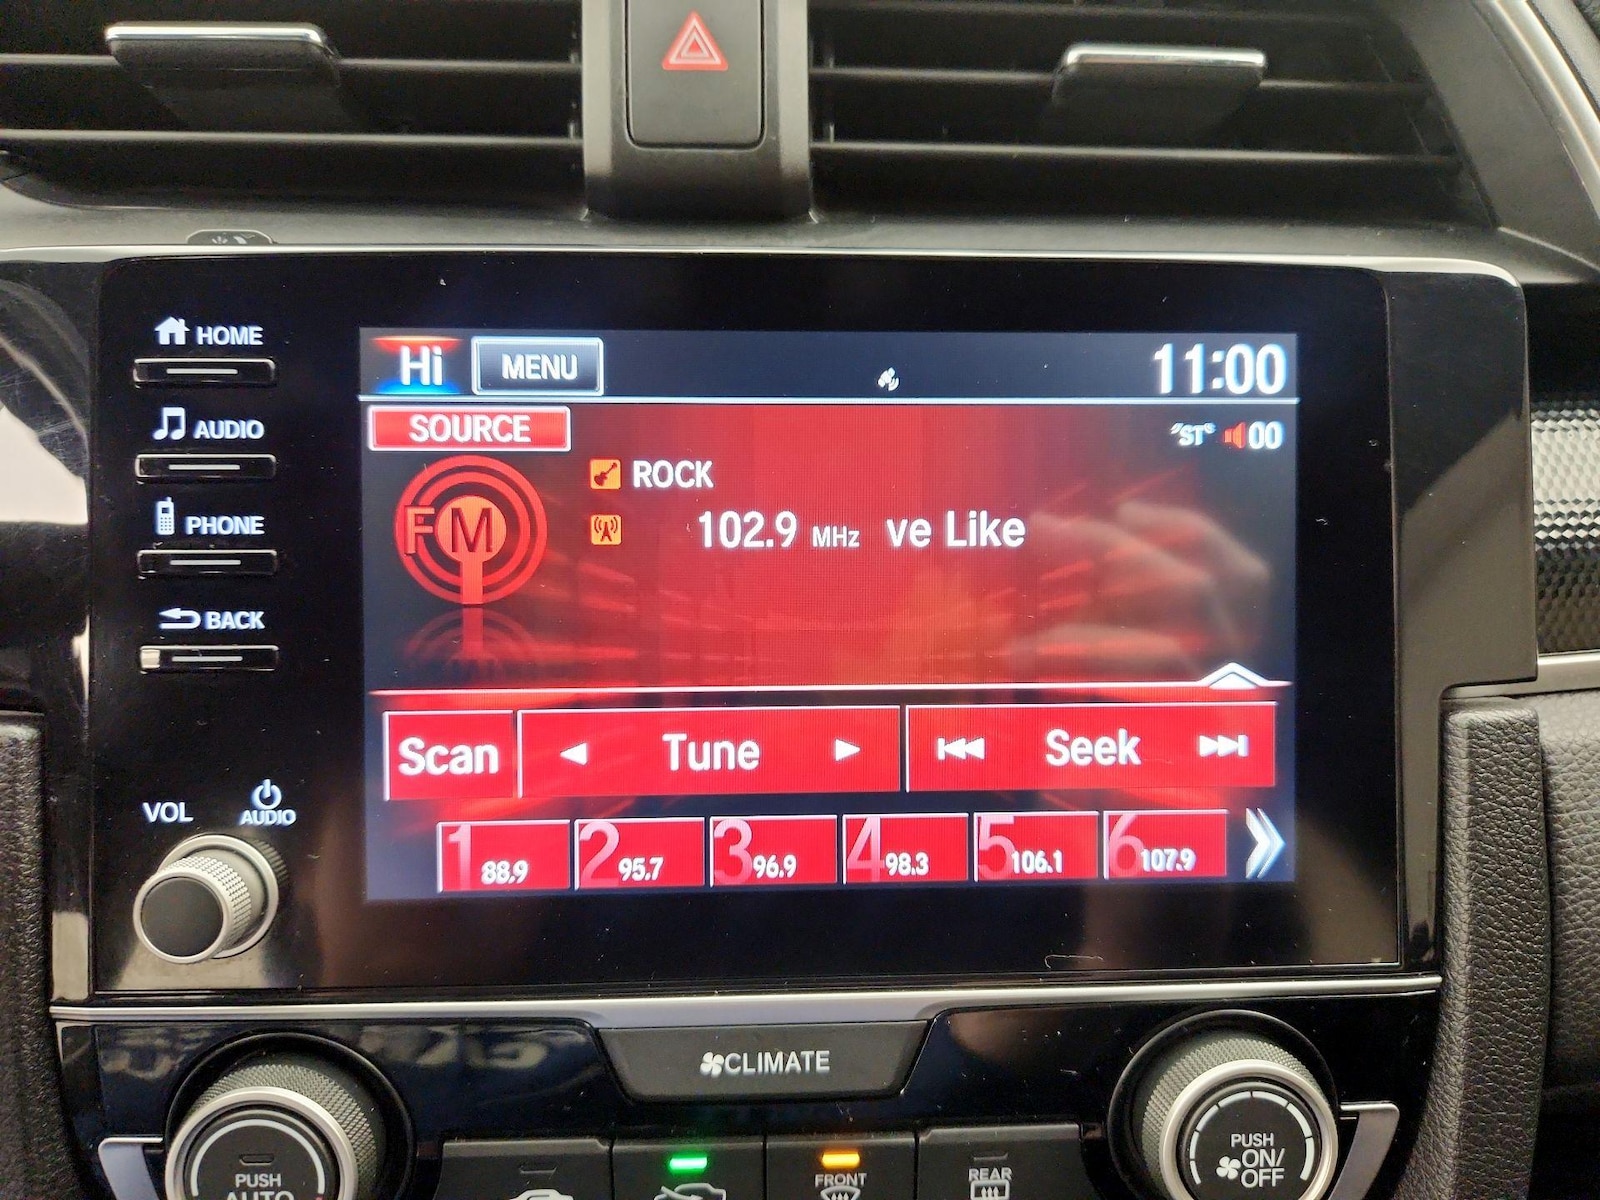 HOME
Hi MENU 11:00
AUDIO
SOURCE
ST 00
ROCK
FM
102.9 MHz ve Like
PHONE
BACK
Scan Tune Seek
VOL AUDIO
1 88.9 2 95.7 3 96.9 4 98.3 5 106.1 6 107.9
CLIMATE
PUSH
AUTO
FRONT
REAR
PUSH
ON/
OFF